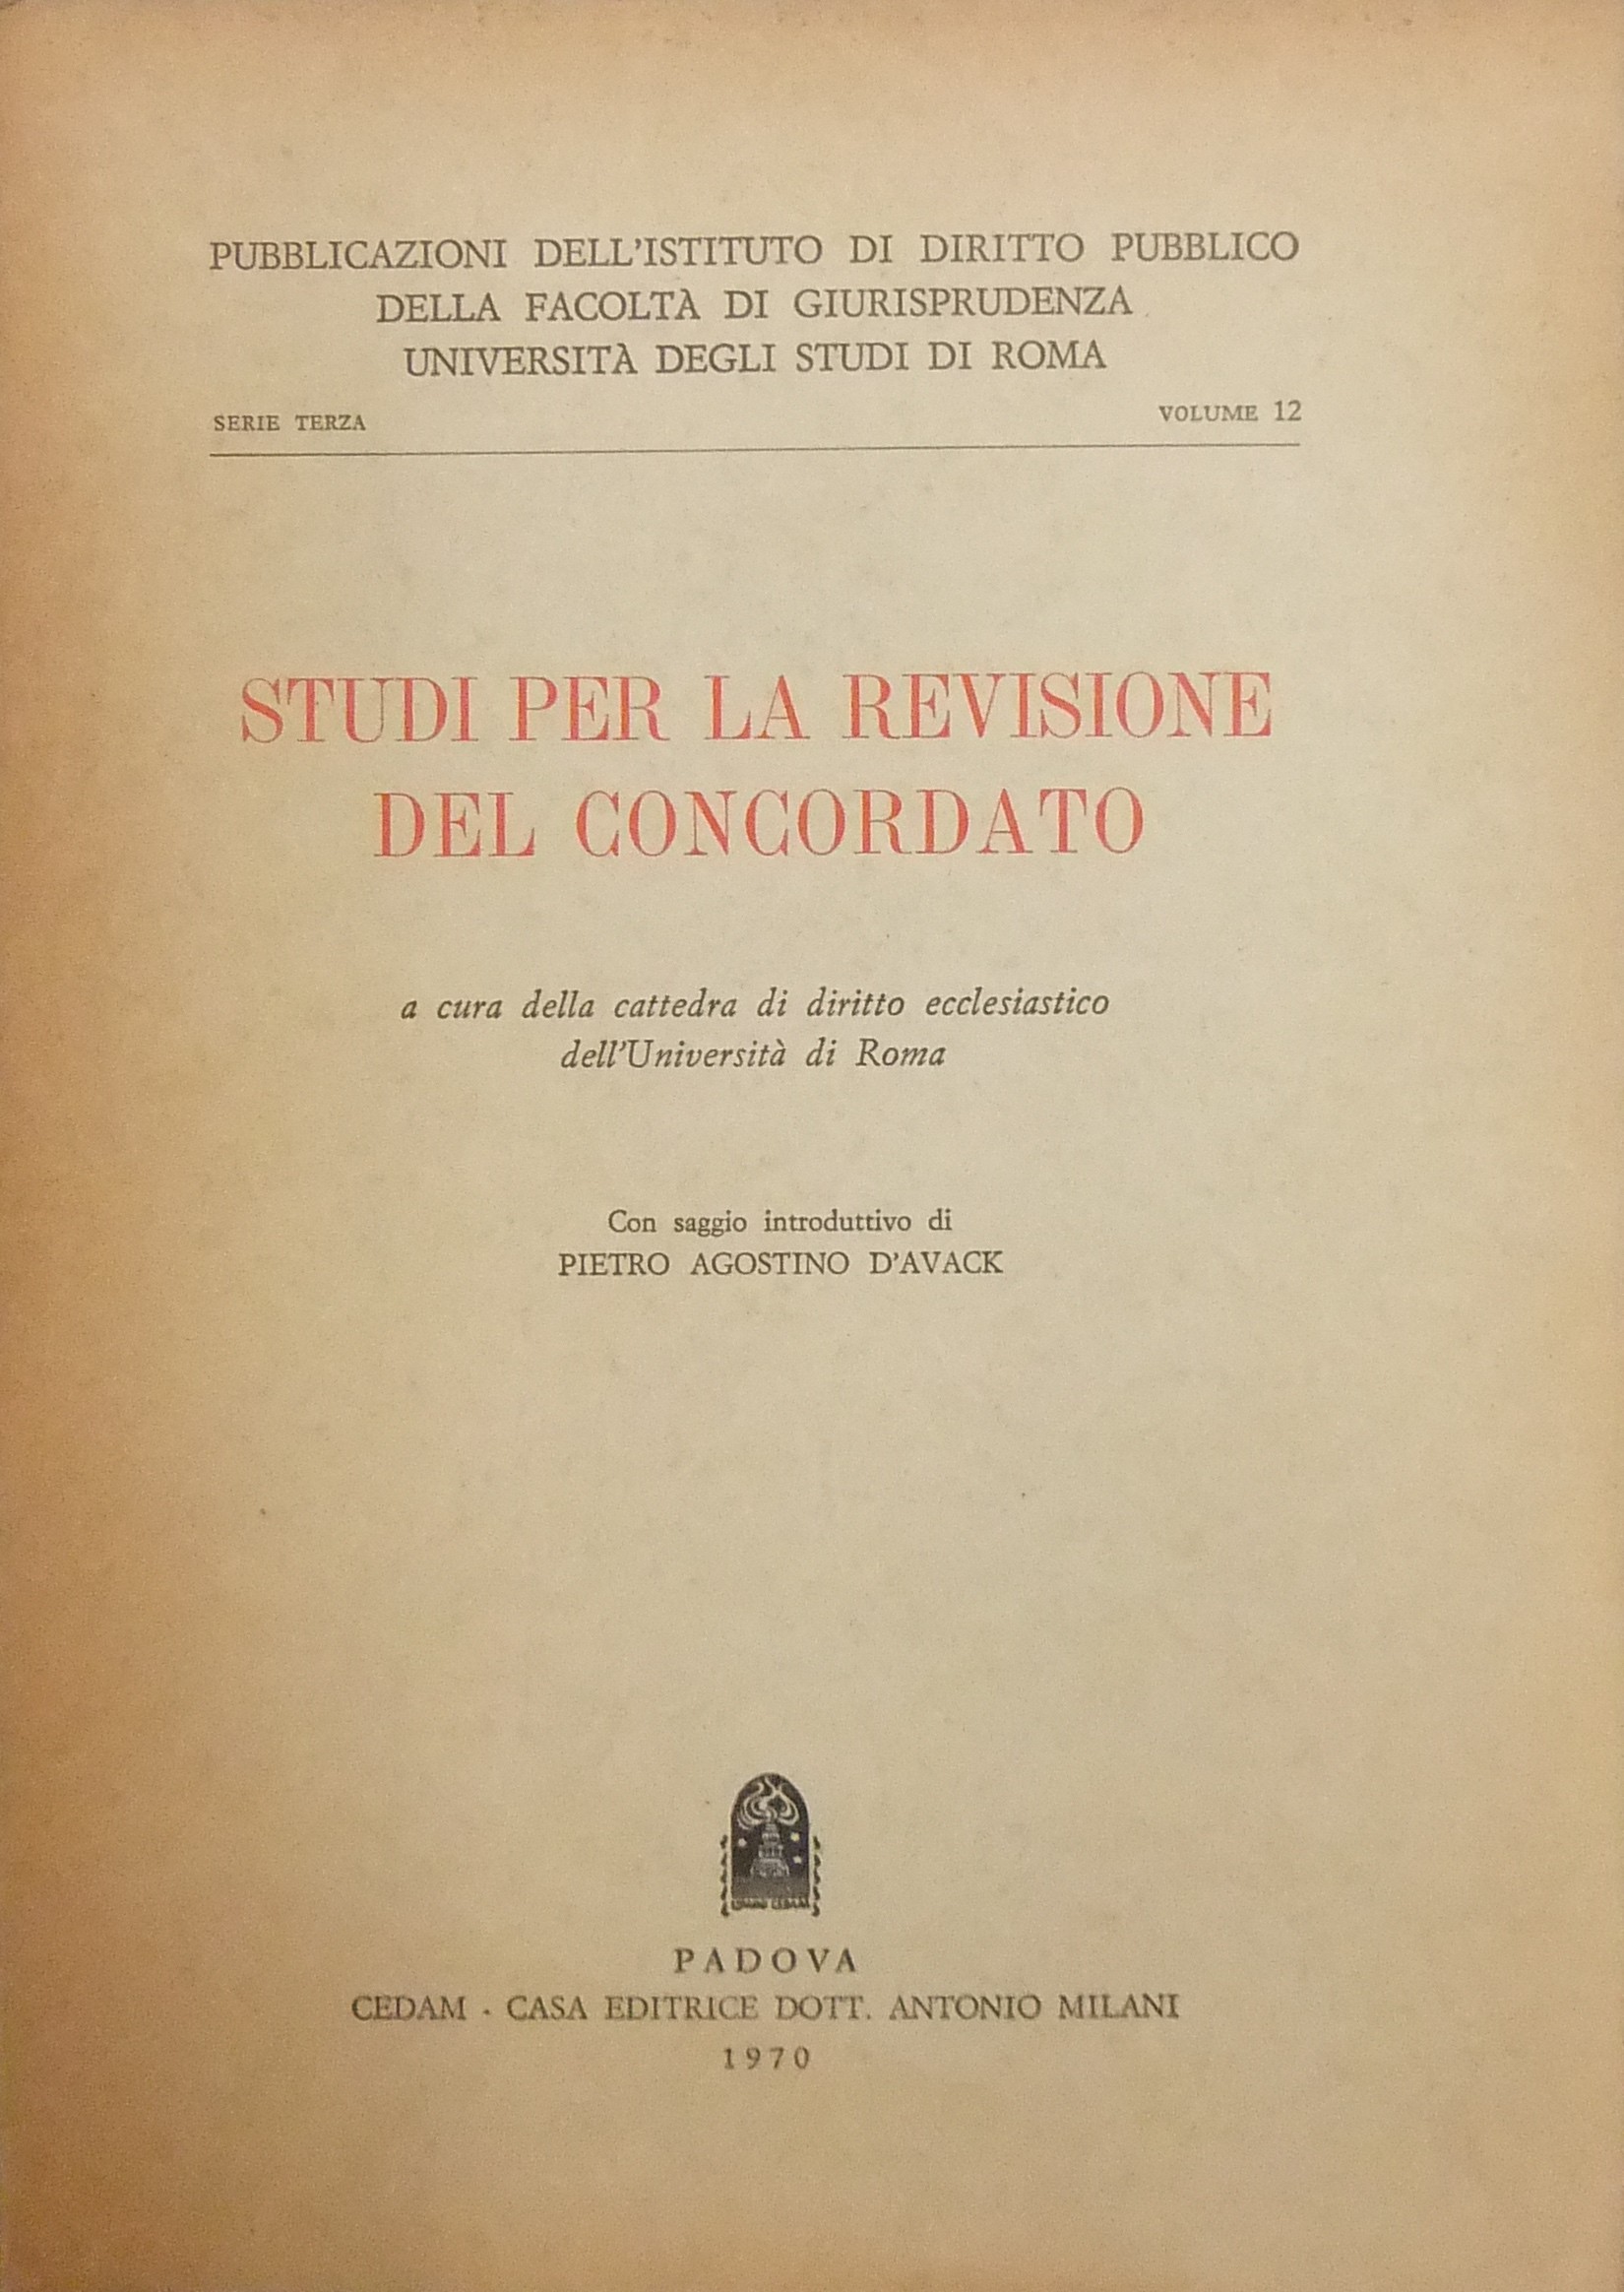 PUBBLICAZIONI DELL'ISTITUTO DI DIRITTO PUBBLICO
DELLA FACOLTÀ DI GIURISPRUDENZA
UNIVERSITÀ DEGLI STUDI DI ROMA
SERIE TERZA VOLUME 12
STUDI PER LA REVISIONE
DEL CONCORDATO
a cura della cattedra di diritto ecclesiastico
dell'Università di Roma
Con saggio introduttivo di
PIETRO AGOSTINO D'AVACK
PADOVA
CEDAM - CASA EDITRICE DOTT. ANTONIO MILANI
1970